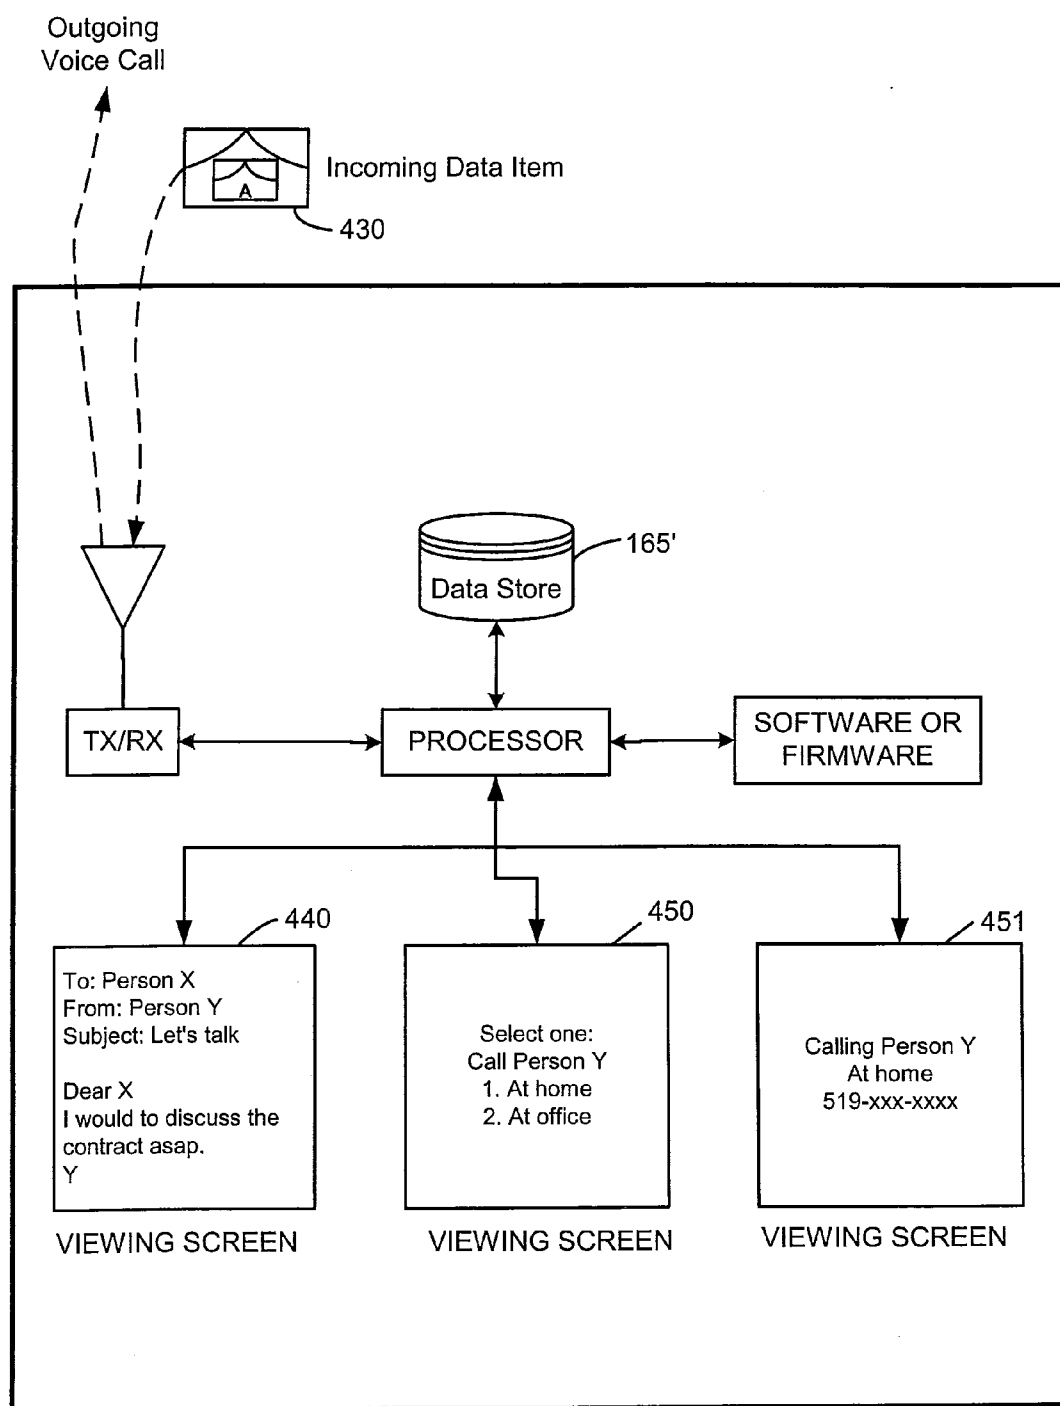 Outgoing
Voice Call
Incoming Data Item
A
430
165'
Data Store
TX/RX
PROCESSOR
SOFTWARE OR
FIRMWARE
440
450
451
To: Person X
From: Person Y
Subject: Let's talk
Dear X
I would to discuss the
contract asap.
Y
Select one:
Call Person Y
1. At home
2. At office
Calling Person Y
At home
519-xxx-xxxx
VIEWING SCREEN
VIEWING SCREEN
VIEWING SCREEN